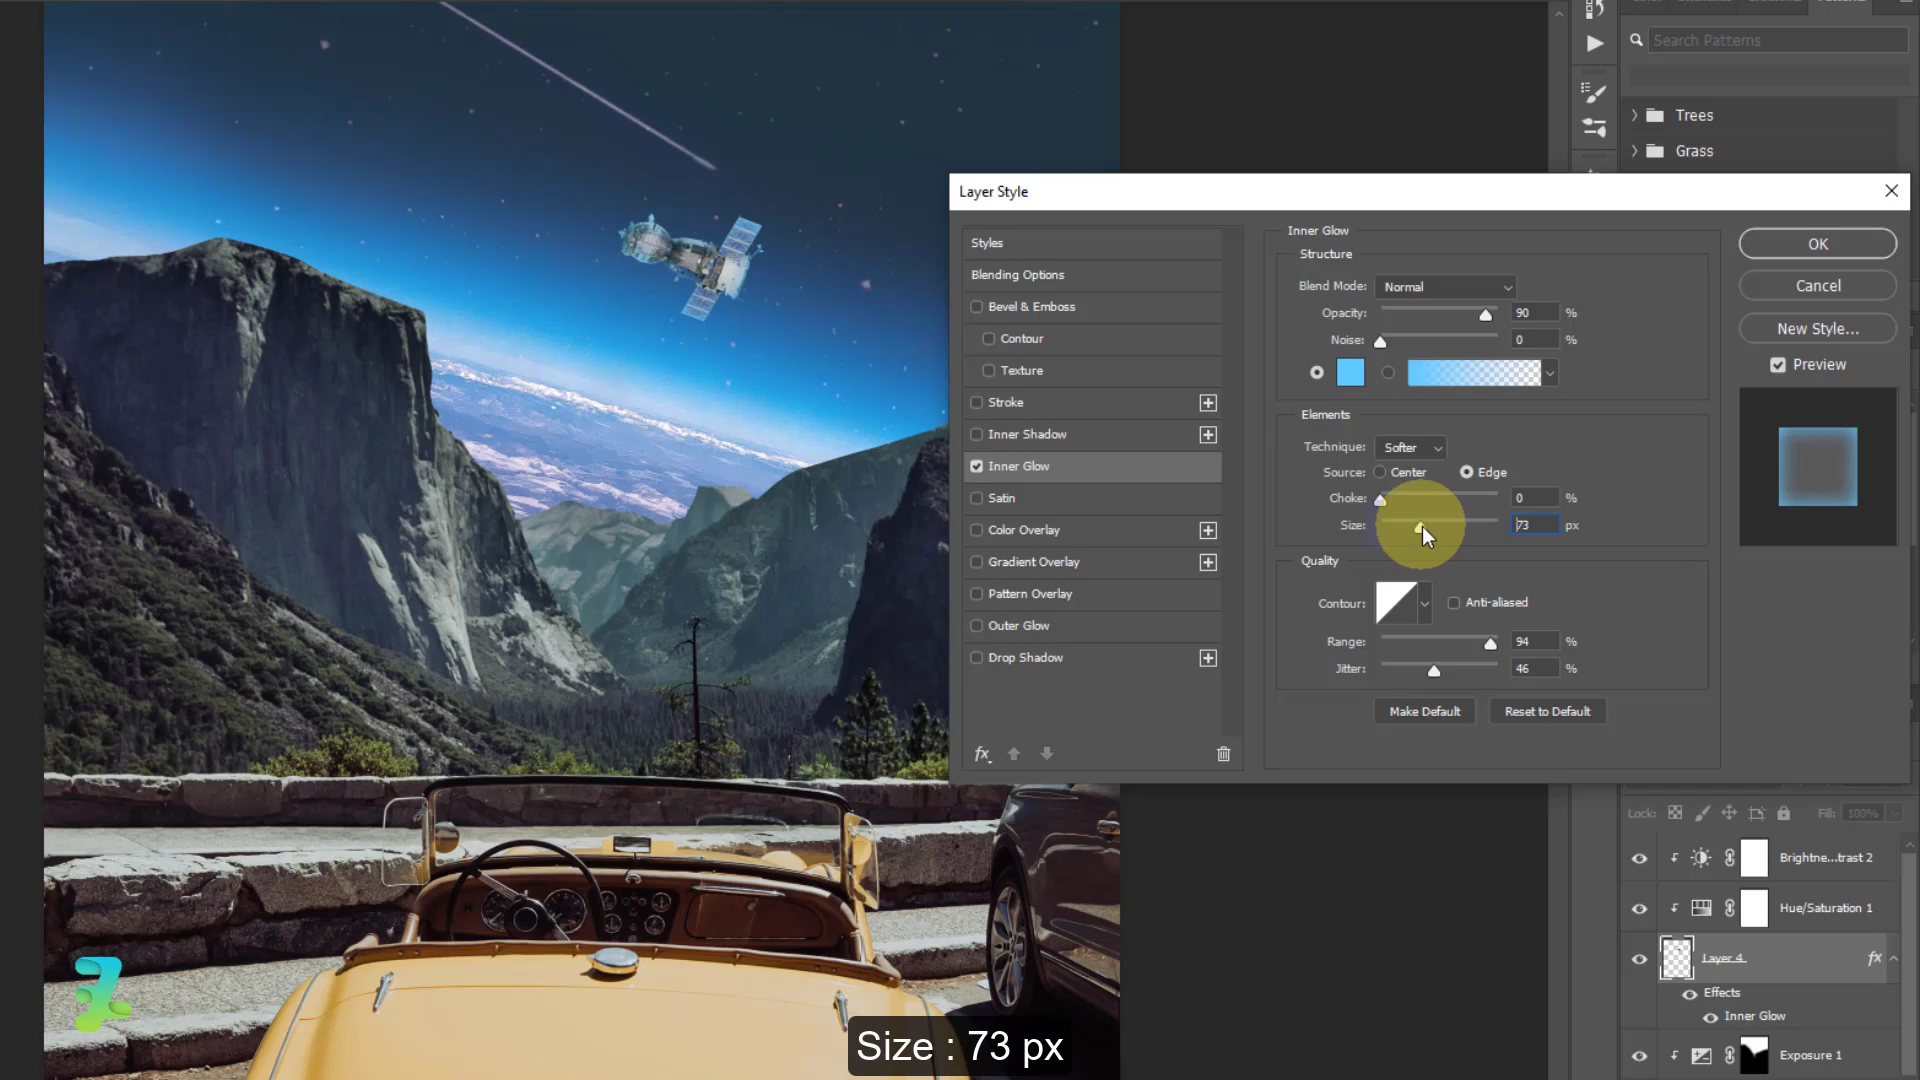 Search Patterns
Trees
Grass
Layer Style
Styles
Blending Options
Bevel & Emboss
Contour
Texture
Stroke
Inner Shadow
Inner Glow
Satin
Color Overlay
Gradient Overlay
Pattern Overlay
Outer Glow
Drop Shadow
fx
Inner Glow
Structure
Blend Mode: Normal
Opacity: 90 %
Noise: 0 %
Elements
Technique: Softer
Source: Center Edge
Choke: 0 %
Size: 73 px
Quality
Contour: Anti-aliased
Range: 94 %
Jitter: 46 %
Make Default Reset to Default
OK
Cancel
New Style...
Preview
Lock: Fill: 100%
Brightne...trast 2
Hue/Saturation 1
Layer 4 fx
Effects
Inner Glow
Exposure 1
Size : 73 px